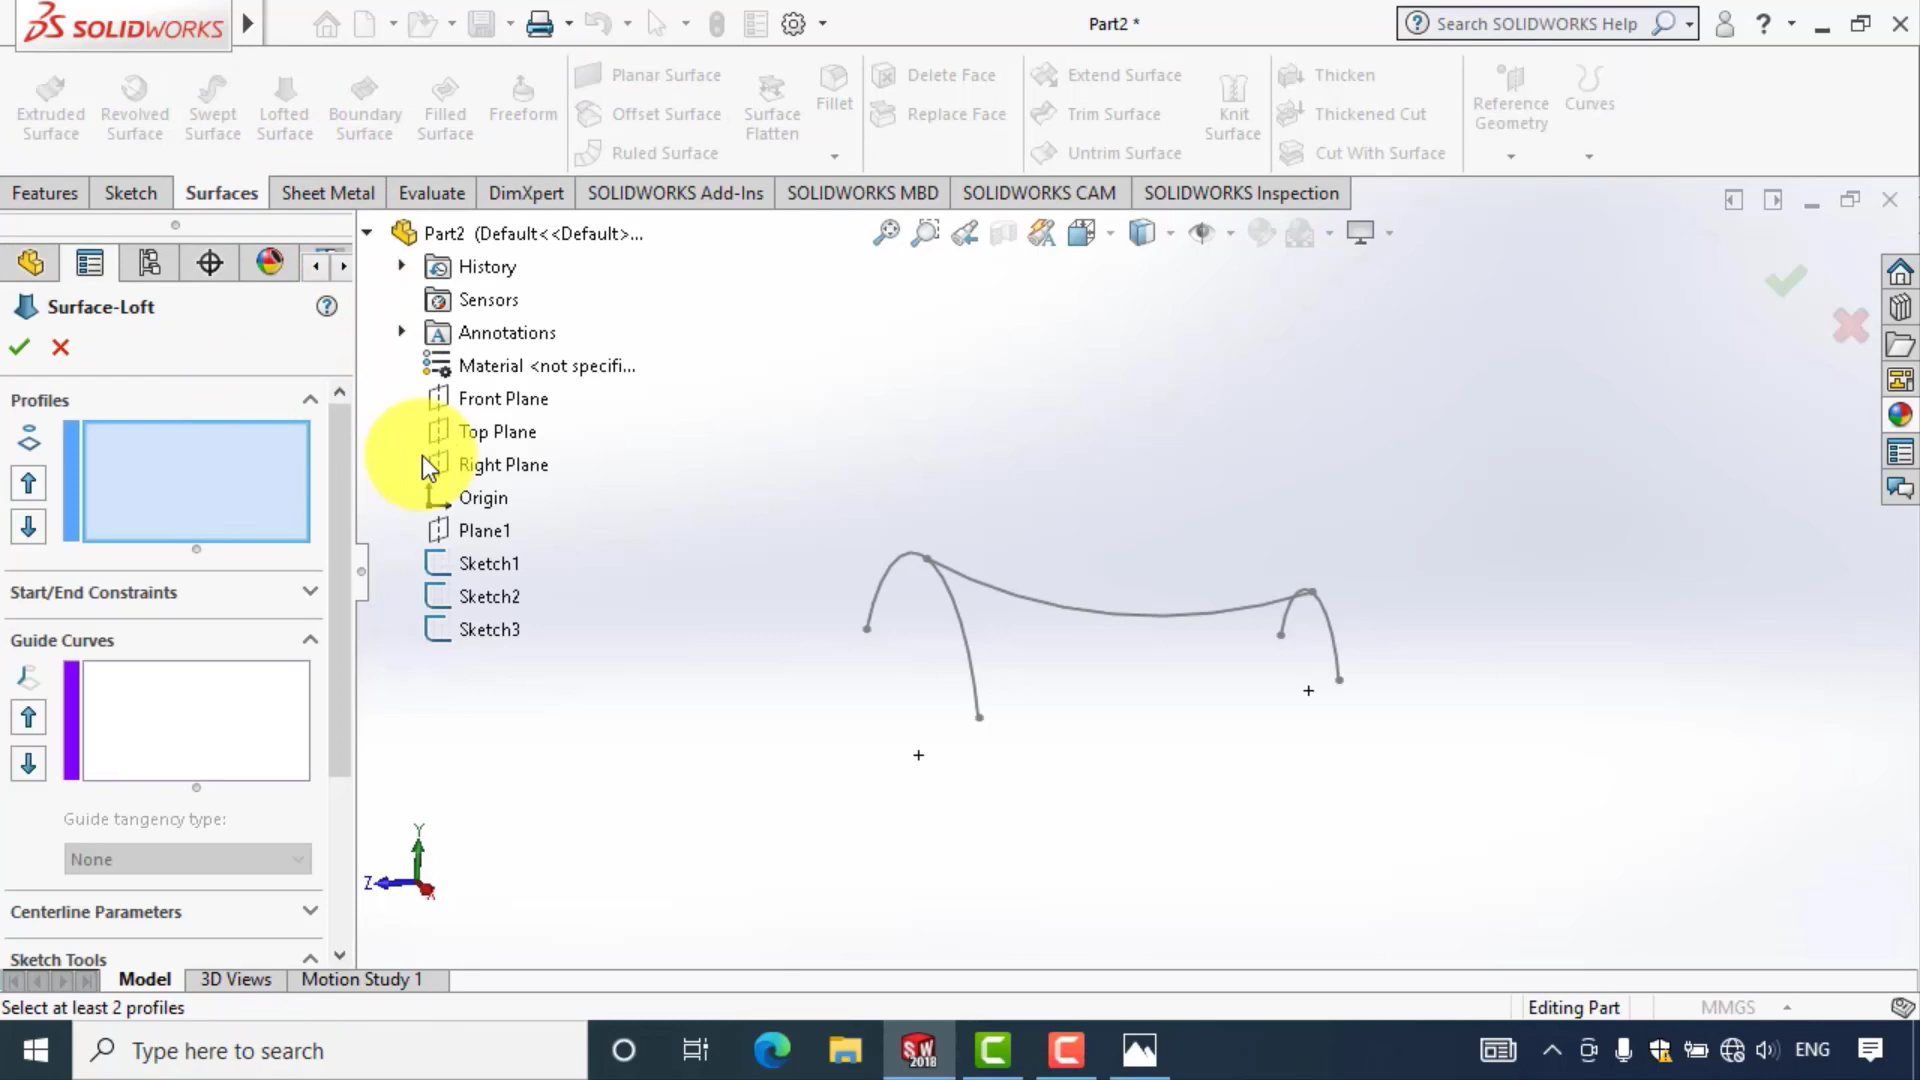 SOLIDWORKS
Part2 *
Search SOLIDWORKS Help
Extruded Surface
Revolved Surface
Swept Surface
Lofted Surface
Boundary Surface
Filled Surface
Freeform
Planar Surface
Offset Surface
Ruled Surface
Surface Flatten
Fillet
Delete Face
Replace Face
Extend Surface
Trim Surface
Untrim Surface
Knit Surface
Thicken
Thickened Cut
Cut With Surface
Reference Geometry
Curves
Features
Sketch
Surfaces
Sheet Metal
Evaluate
DimXpert
SOLIDWORKS Add-Ins
SOLIDWORKS MBD
SOLIDWORKS CAM
SOLIDWORKS Inspection
Surface-Loft
Profiles
Start/End Constraints
Guide Curves
Guide tangency type:
None
Centerline Parameters
Sketch Tools
Part2 (Default<<Default>...
History
Sensors
Annotations
Material <not specifi...
Front Plane
Top Plane
Right Plane
Origin
Plane1
Sketch1
Sketch2
Sketch3
Y
Z
X
Model
3D Views
Motion Study 1
Select at least 2 profiles
Editing Part
MMGS
Type here to search
SW
2018
ENG